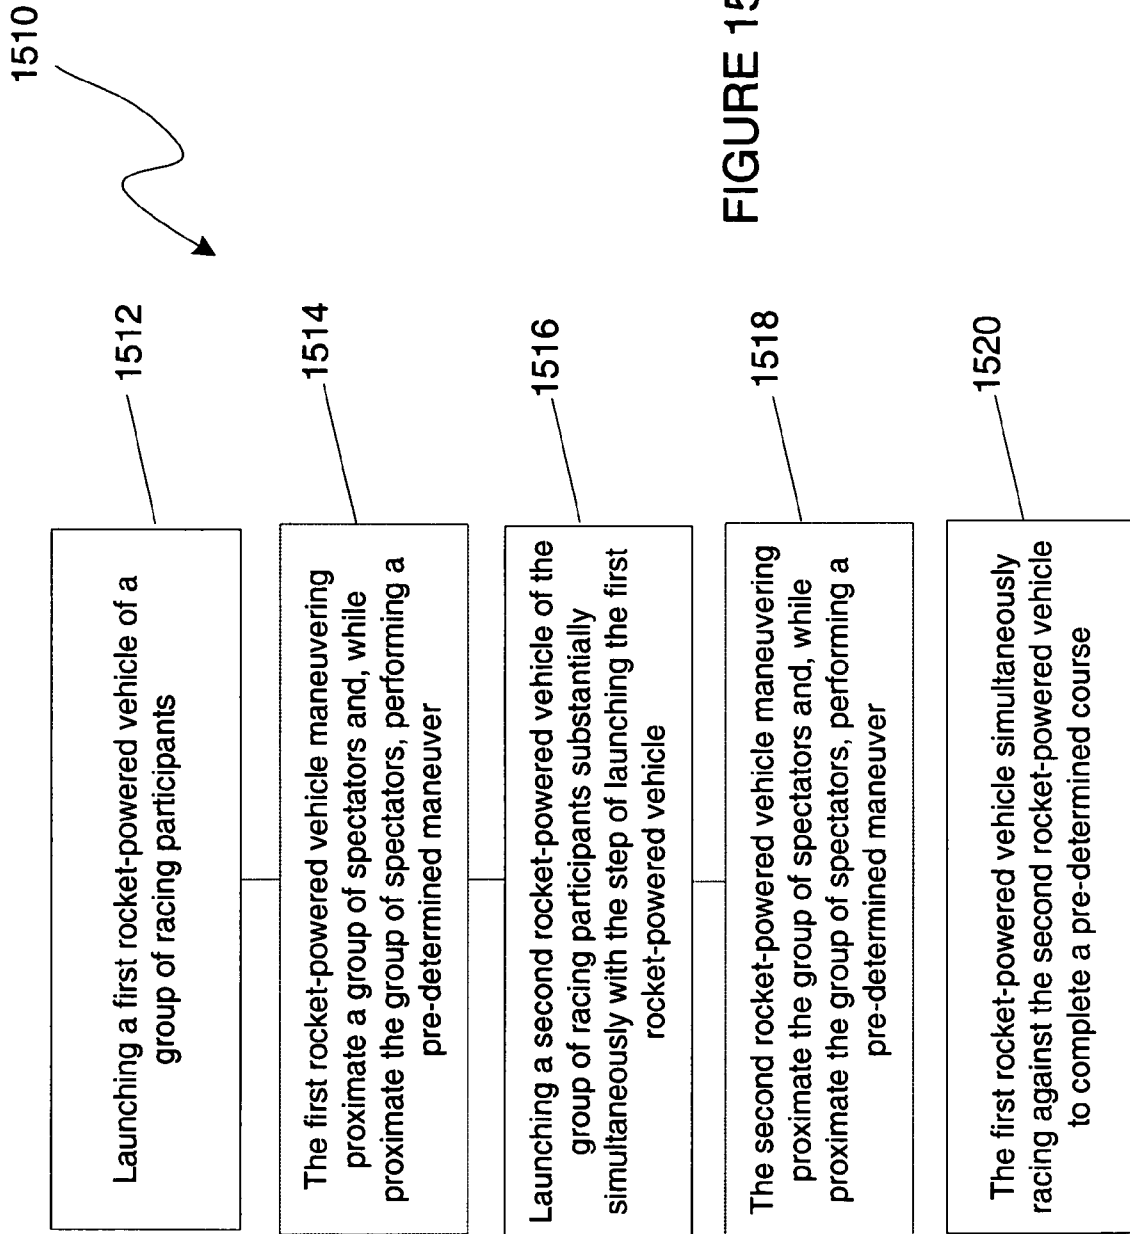 1510
1512
Launching a first rocket-powered vehicle of a
group of racing participants
1514
The first rocket-powered vehicle maneuvering
proximate a group of spectators and, while
proximate the group of spectators, performing a
pre-determined maneuver
1516
Launching a second rocket-powered vehicle of the
group of racing participants substantially
simultaneously with the step of launching the first
rocket-powered vehicle
1518
The second rocket-powered vehicle maneuvering
proximate the group of spectators and, while
proximate the group of spectators, performing a
pre-determined maneuver
1520
The first rocket-powered vehicle simultaneously
racing against the second rocket-powered vehicle
to complete a pre-determined course
FIGURE 15